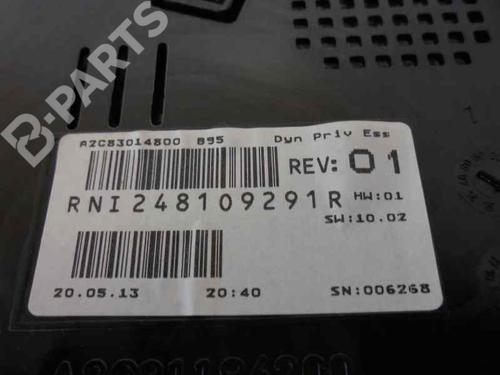 B-PARTS
A2C83014800 B95 Dyn Priv Ess
REV: 01
RNI248109291R HW:01
SW:10.02
20.05.13 20:40 SN:006268